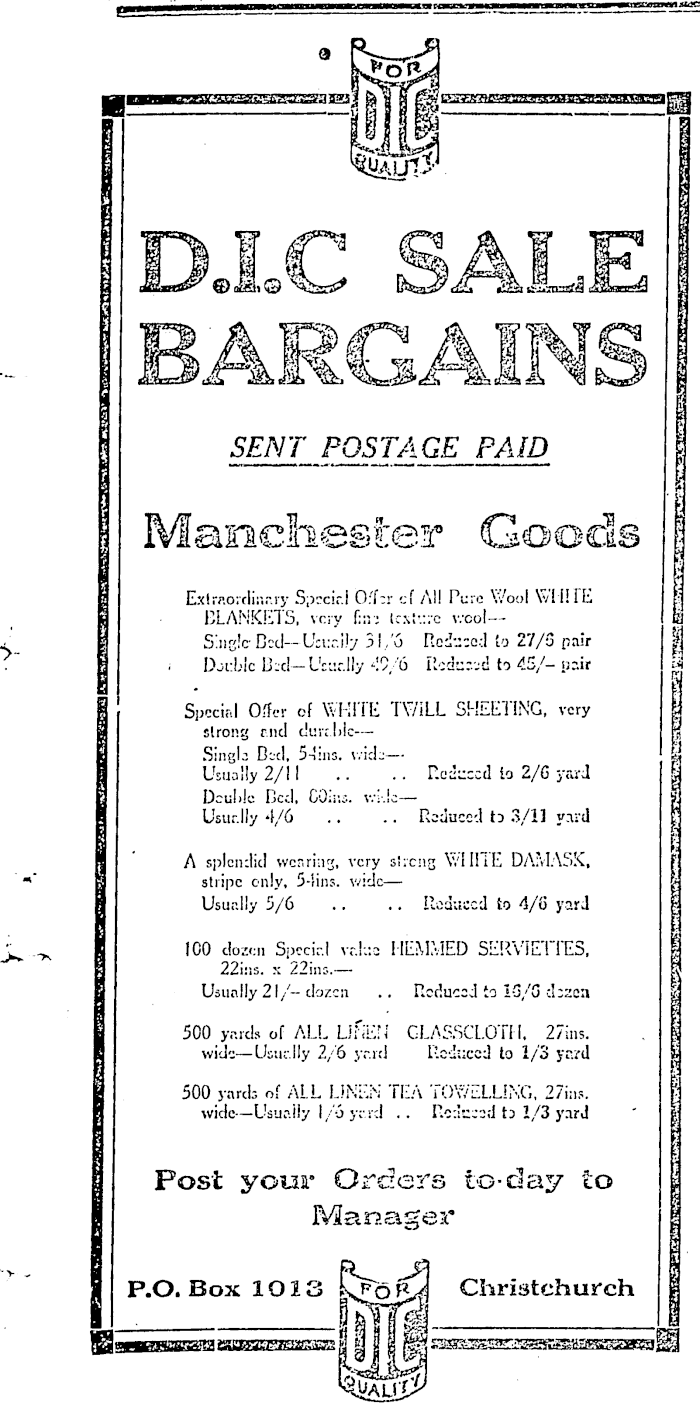 FOR
DIC
QUALITY
D.I.C SALE
BARGAINS
SENT POSTAGE PAID
Manchester Goods
Extraordinary Special Offer of All Pure Wool WHITE
BLANKETS, very fine texture wool—
Single Bed—Usually 31/6 Reduced to 27/6 pair
Double Bed—Usually 49/6 Reduced to 45/- pair
Special Offer of WHITE TWILL SHEETING, very
strong and durable—
Single Bed, 54ins. wide—
Usually 2/11 .. .. Reduced to 2/6 yard
Double Bed, 80ins. wide—
Usually 4/6 .. .. Reduced to 3/11 yard
A splendid wearing, very strong WHITE DAMASK,
stripe only, 54ins. wide—
Usually 5/6 .. .. Reduced to 4/6 yard
100 dozen Special value HEMMED SERVIETTES,
22ins. x 22ins.—
Usually 21/- dozen .. Reduced to 16/6 dozen
500 yards of ALL LINEN GLASSCLOTH, 27ins.
wide—Usually 2/6 yard Reduced to 1/3 yard
500 yards of ALL LINEN TEA TOWELLING, 27ins.
wide—Usually 1/6 yard .. Reduced to 1/3 yard
Post your Orders to-day to
Manager
P.O. Box 1013
FOR
DIC
QUALITY
Christchurch